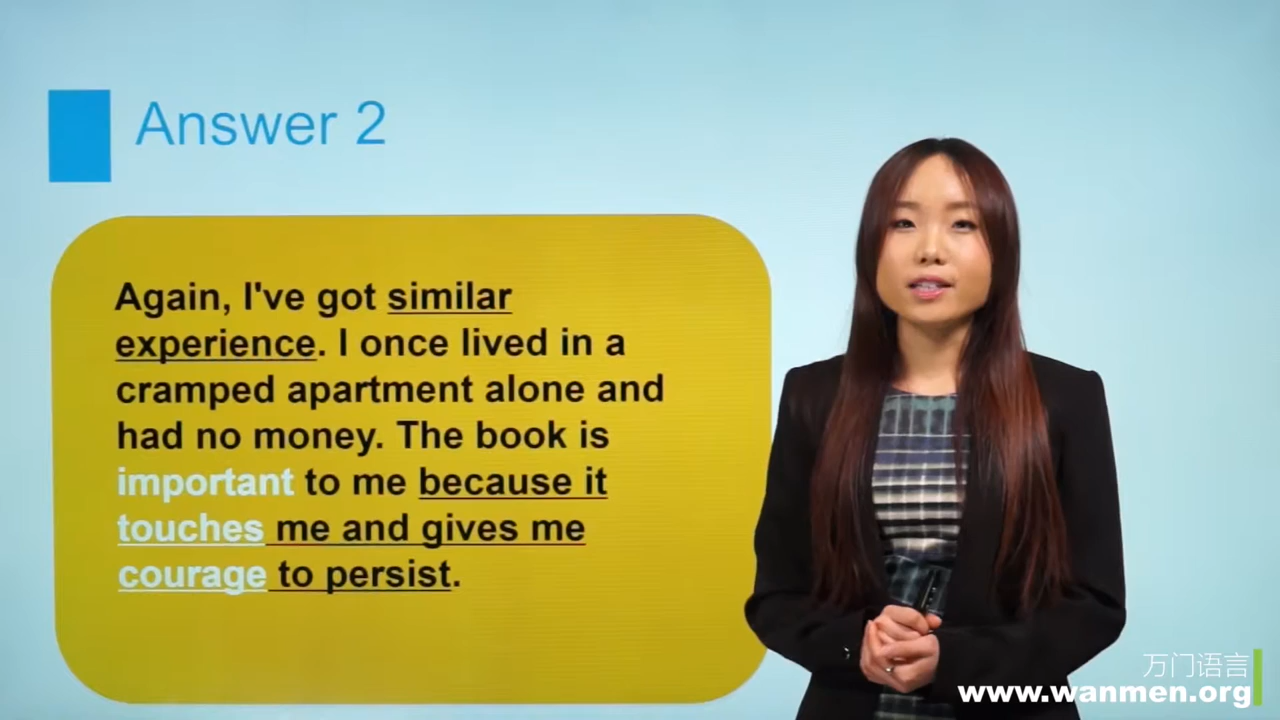 Answer 2
Again, I've got similar
experience. I once lived in a
cramped apartment alone and
had no money. The book is
important to me because it
touches me and gives me
courage to persist.
万门语言
www.wanmen.org